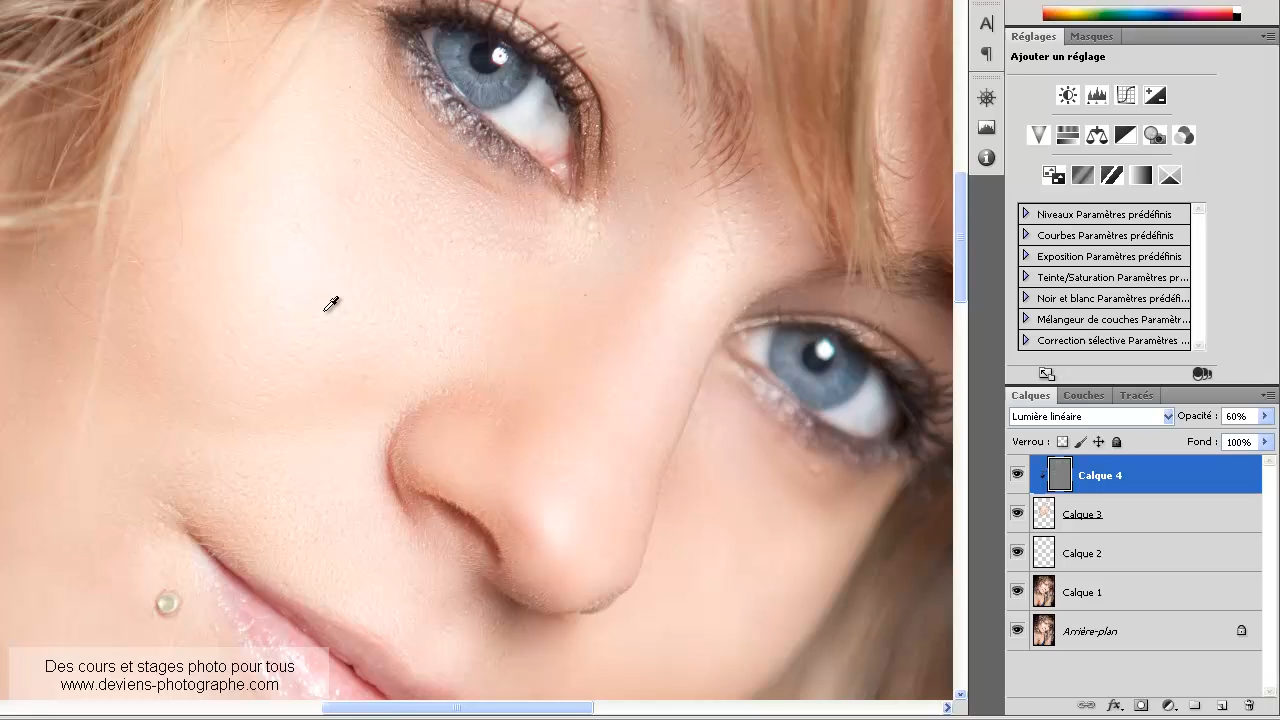 Réglages Masques
Ajouter un réglage
Niveaux Paramètres prédéfinis
Courbes Paramètres prédéfinis
Exposition Paramètres prédéfinis
Teinte/Saturation Paramètres pr...
Noir et blanc Paramètres prédéfi...
Mélangeur de couches Paramètr...
Correction sélective Paramètres ...
Calques Couches Tracés
Lumière linéaire Opacité : 60%
Verrou : Fond : 100%
Calque 4
Calque 3
Calque 2
Calque 1
Arrière-plan
Des cours et stages photo pour tous
www.deviens-photographe.com